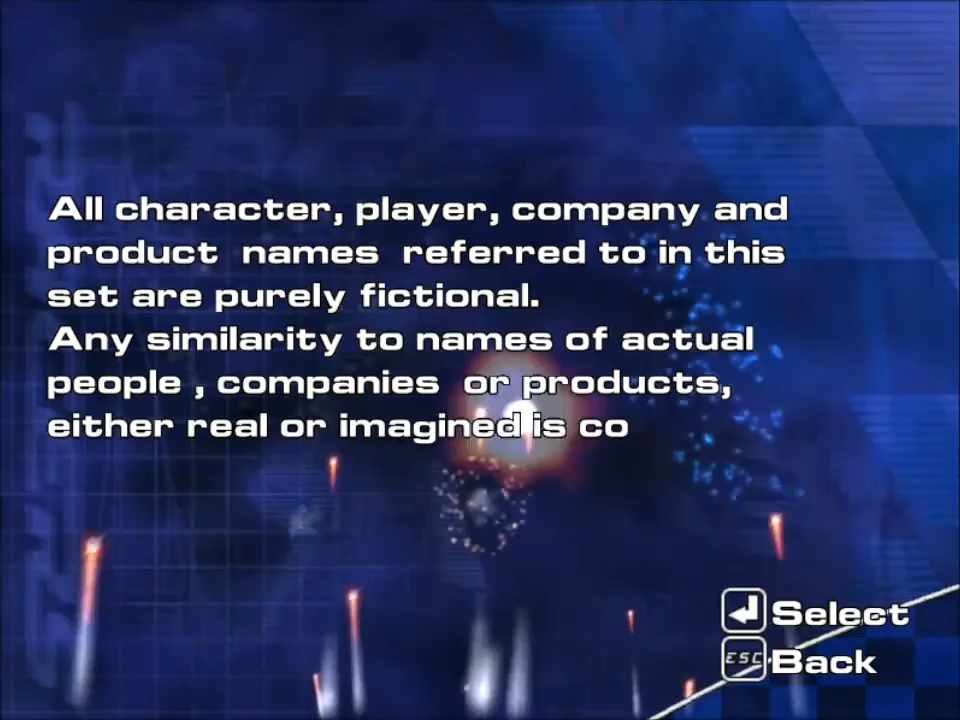 All character, player, company and
product names referred to in this
set are purely fictional.
Any similarity to names of actual
people , companies or products,
either real or imagined is co
Select
ESC Back